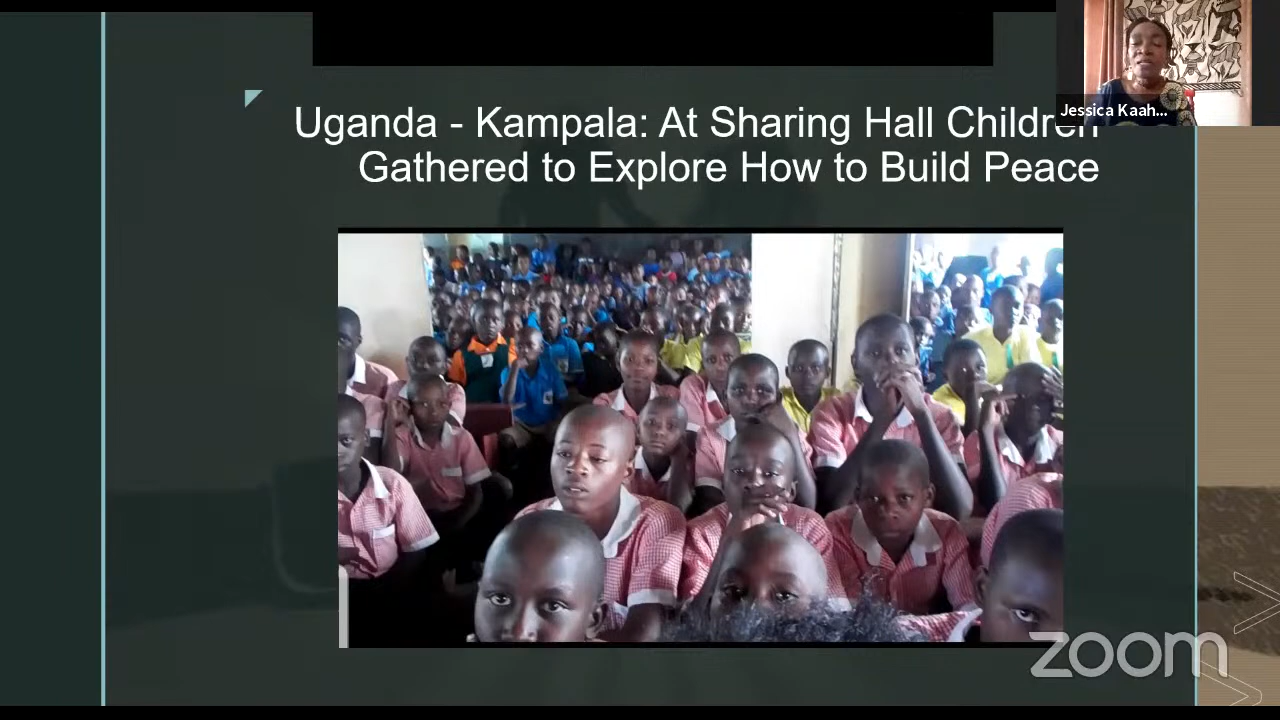 Jessica Kaah...
Uganda - Kampala: At Sharing Hall Children
Gathered to Explore How to Build Peace
zoom